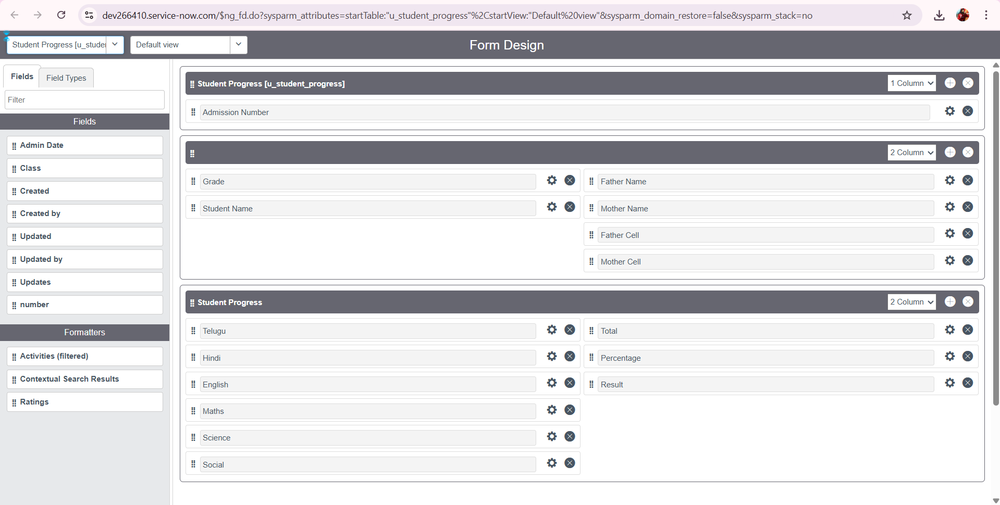 dev266410.service-now.com/$ng_fd.do?sysparm_attributes=startTable:"u_student_progress"%2CstartView:"Default%20view"&sysparm_domain_restore=false&sysparm_stack=no
Student Progress [u_studen
Default view
Form Design
Fields
Field Types
Filter
Fields
Admin Date
Class
Created
Created by
Updated
Updated by
Updates
number
Formatters
Activities (filtered)
Contextual Search Results
Ratings
Student Progress [u_student_progress]
1 Column
Admission Number
2 Column
Grade
Father Name
Student Name
Mother Name
Father Cell
Mother Cell
Student Progress
2 Column
Telugu
Total
Hindi
Percentage
English
Result
Maths
Science
Social